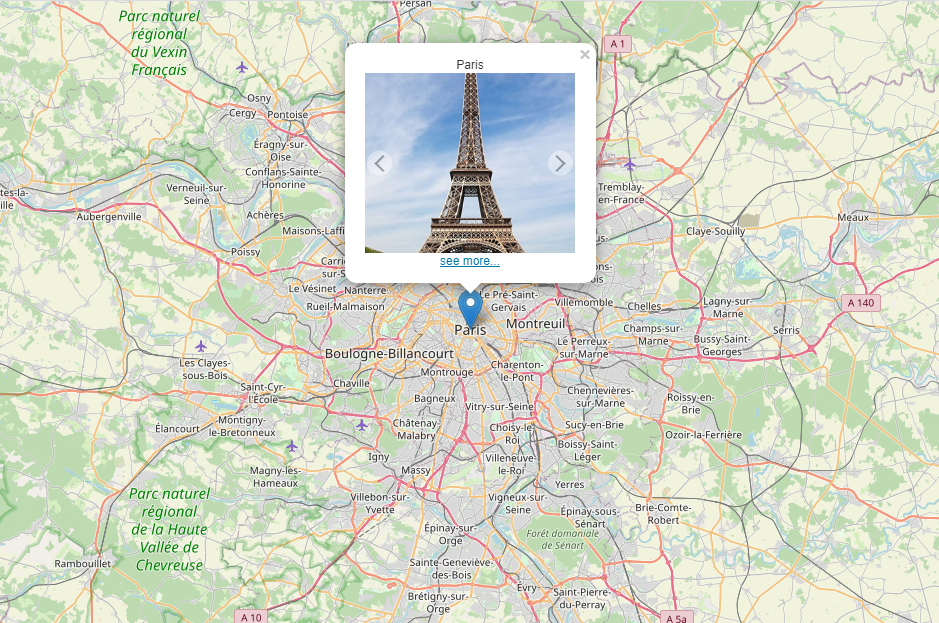 Persan
Parc naturel
régional
du Vexin
Français
A 1
×
Paris
Osny
Cergy
Pontoise
Éragny-sur-
Oise
Conflans-Sainte-
Honorine
Verneuil-sur-
Seine
Aubergenville
Achères
Maisons-Laffi
Poissy
Tremblay-
en-France
Claye-Souilly
Meaux
see more...
Le Vésinet
Nanterre
Rueil-Malmaison
Le Pré-Saint-
Gervais
Villemomble
Chelles
Lagny-sur-
Marne
A 140
Paris
Montreuil
Champs-sur-
Marne
Bussy-Saint-
Georges
Serris
Le Perreux-
sur-Marne
Boulogne-Billancourt
Les Clayes-
sous-Bois
Montrouge
Charenton-
le-Pont
Saint-Cyr-
l'École
Chaville
Bagneux
Vitry-sur-Seine
Chennevières-
sur-Marne
Roissy-en-
Brie
Élancourt
Montigny-
le-Bretonneux
Châtenay-
Malabry
Choisy-le-
Roi
Sucy-en-Brie
Ozoir-la-Ferrière
Boissy-Saint-
Léger
Igny
Massy
Villeneuve-
le-Roi
Magny-les-
Hameaux
Yerres
Parc naturel
régional
de la Haute
Vallée de
Chevreuse
Villebon-sur-
Yvette
Vigneux-sur-
Seine
Épinay-sous-
Sénart
Brie-Comte-
Robert
Épinay-sur-
Orge
Forêt domaniale
de Sénart
Rambouillet
Sainte-Geneviève-
des-Bois
Évry
Brétigny-sur-
Orge
Saint-Pierre-
du-Perray
A 10
A 5a